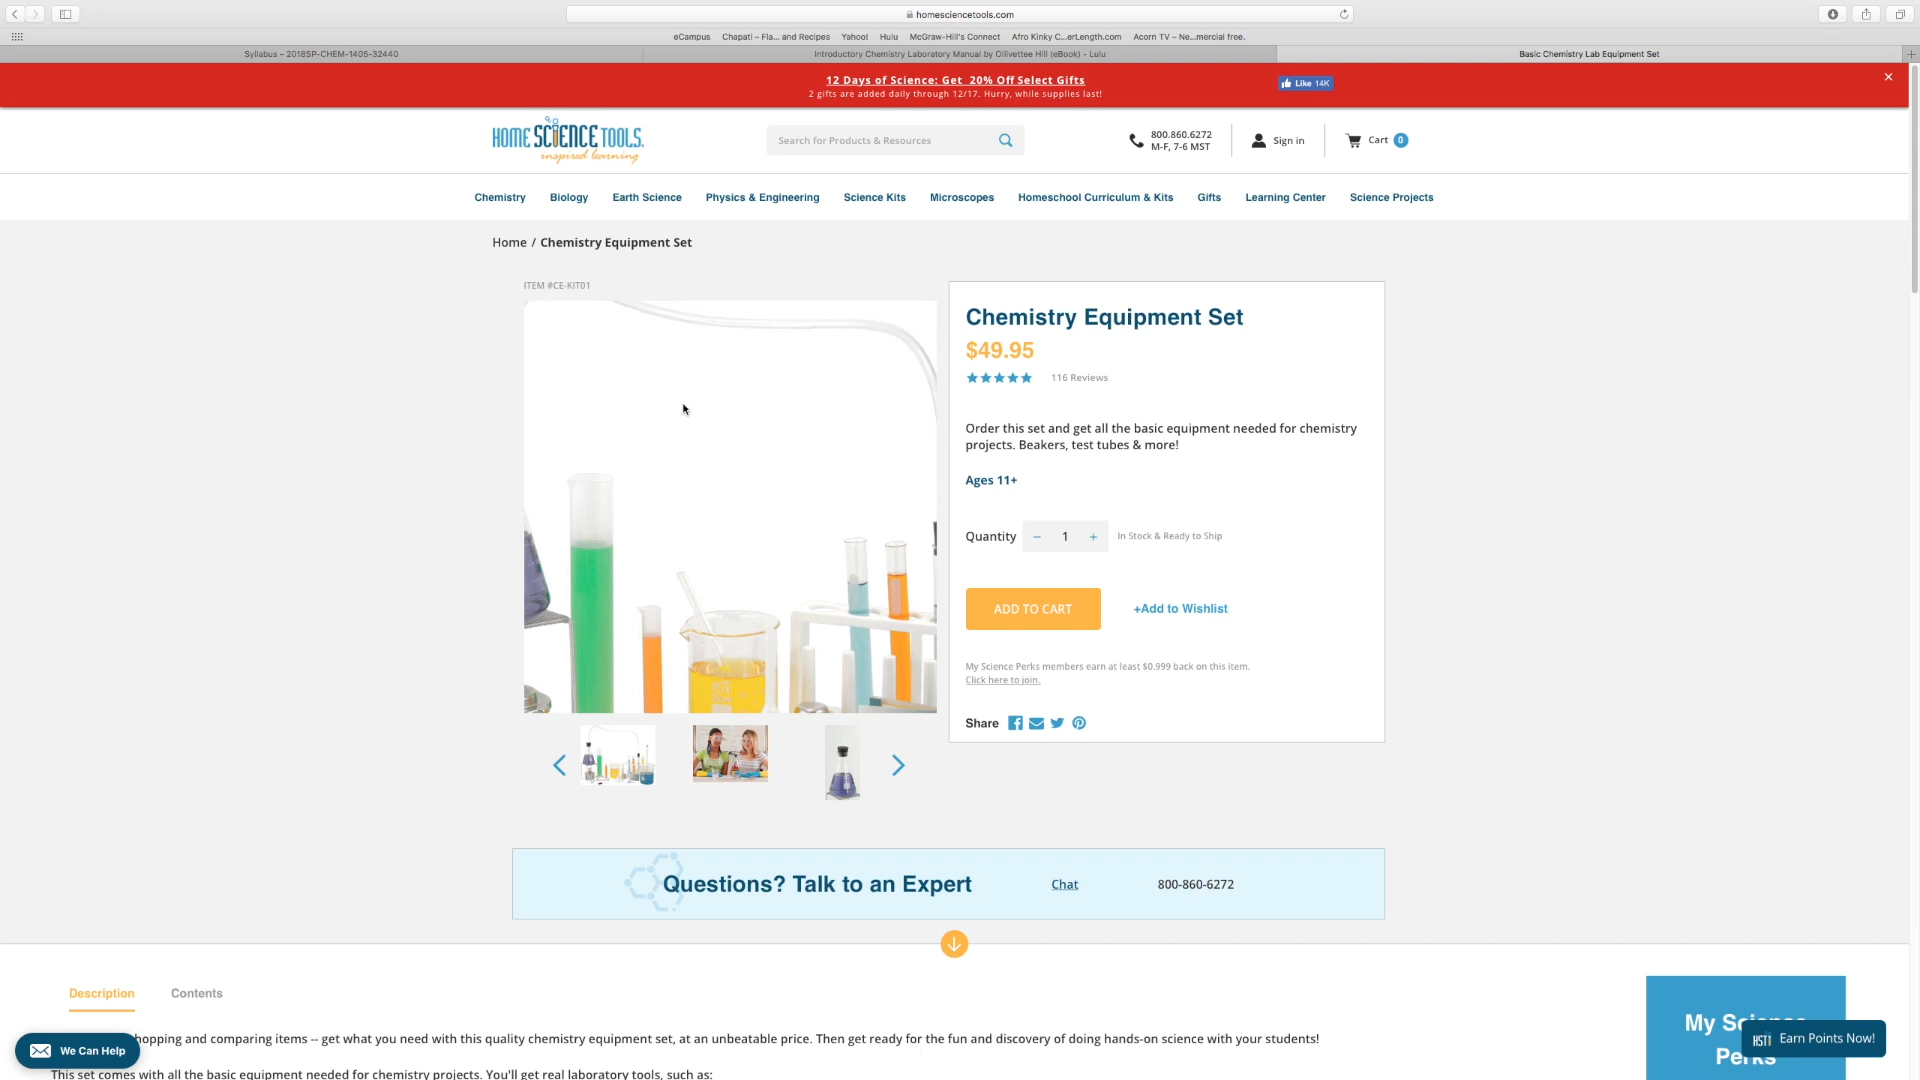 homesciencetools.com
eCampus Chapati – Fla... and Recipes Yahoo! Hulu McGraw-Hill's Connect Afro Kinky C...erLength.com Acorn TV – Ne...mercial free.
Syllabus – 2018SP-CHEM-1405-32440 Introductory Chemistry Laboratory Manual by Ollivettee Hill (eBook) - Lulu Basic Chemistry Lab Equipment Set
12 Days of Science: Get 20% Off Select Gifts
2 gifts are added daily through 12/17. Hurry, while supplies last!
Like 14K
HOME SCIENCE TOOLS.
inspired learning
Search for Products & Resources
800.860.6272
M-F, 7-6 MST
Sign in
Cart 0
Chemistry Biology Earth Science Physics & Engineering Science Kits Microscopes Homeschool Curriculum & Kits Gifts Learning Center Science Projects
Home / Chemistry Equipment Set
ITEM #CE-KIT01
Chemistry Equipment Set
$49.95
116 Reviews
Order this set and get all the basic equipment needed for chemistry
projects. Beakers, test tubes & more!
Ages 11+
Quantity − 1 + In Stock & Ready to Ship
ADD TO CART +Add to Wishlist
My Science Perks members earn at least $0.999 back on this item.
Click here to join.
Share
Questions? Talk to an Expert Chat 800-860-6272
Description Contents
hopping and comparing items -- get what you need with this quality chemistry equipment set, at an unbeatable price. Then get ready for the fun and discovery of doing hands-on science with your students!
This set comes with all the basic equipment needed for chemistry projects. You'll get real laboratory tools, such as:
We Can Help
My Science
Perks
HST Earn Points Now!